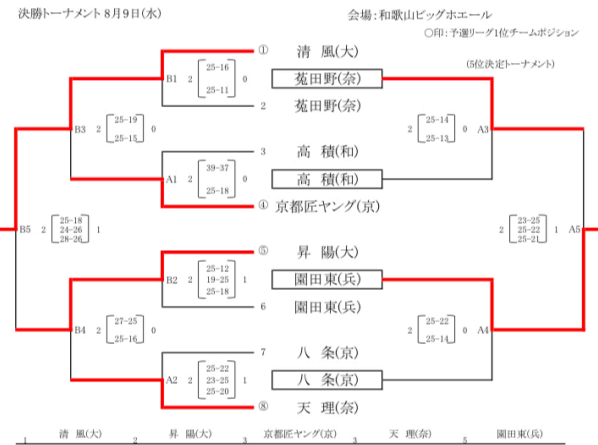 決勝トーナメント 8月9日(水)
会場:和歌山ビッグホエール
〇印:予選リーグ1位チームポジション
(5位決定トーナメント)
① 清 風(大)
B1 2 25-16 0
25-11
菟田野(奈)
2 菟田野(奈)
B3 2 25-19 0
25-15
2 25-14 0 A3
25-13
3 高 積(和)
A1 2 39-37 0
25-18
高 積(和)
④ 京都匠ヤング(京)
B5 2 25-18 1
24-26
28-26
2 23-25 1 A5
25-22
25-21
⑤ 昇 陽(大)
B2 2 25-12 1
19-25
25-18
園田東(兵)
6 園田東(兵)
B4 2 27-25 0
25-16
2 25-22 0 A4
25-14
7 八 条(京)
A2 2 25-22 1
23-25
25-20
八 条(京)
⑧ 天 理(奈)
1 清 風(大) 2 昇 陽(大) 3 京都匠ヤング(京) 3 天 理(奈) 5 園田東(兵)